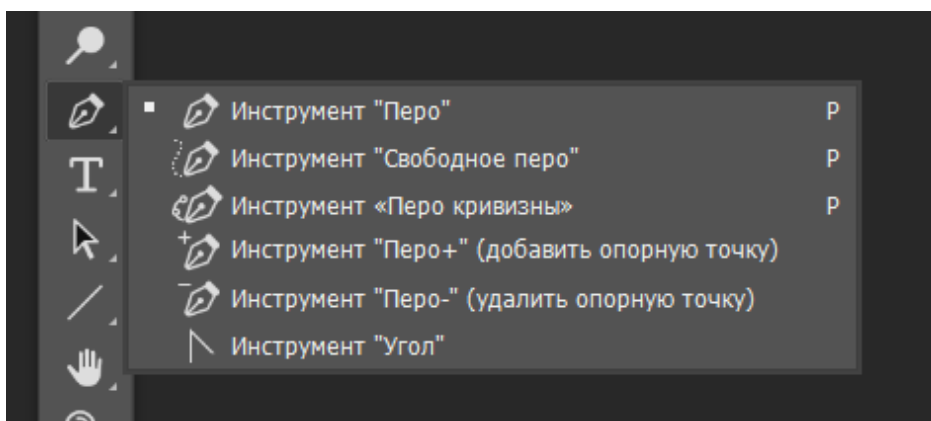 Инструмент "Перо" P
Инструмент "Свободное перо" P
Инструмент «Перо кривизны» P
Инструмент "Перо+" (добавить опорную точку)
Инструмент "Перо-" (удалить опорную точку)
Инструмент "Угол"